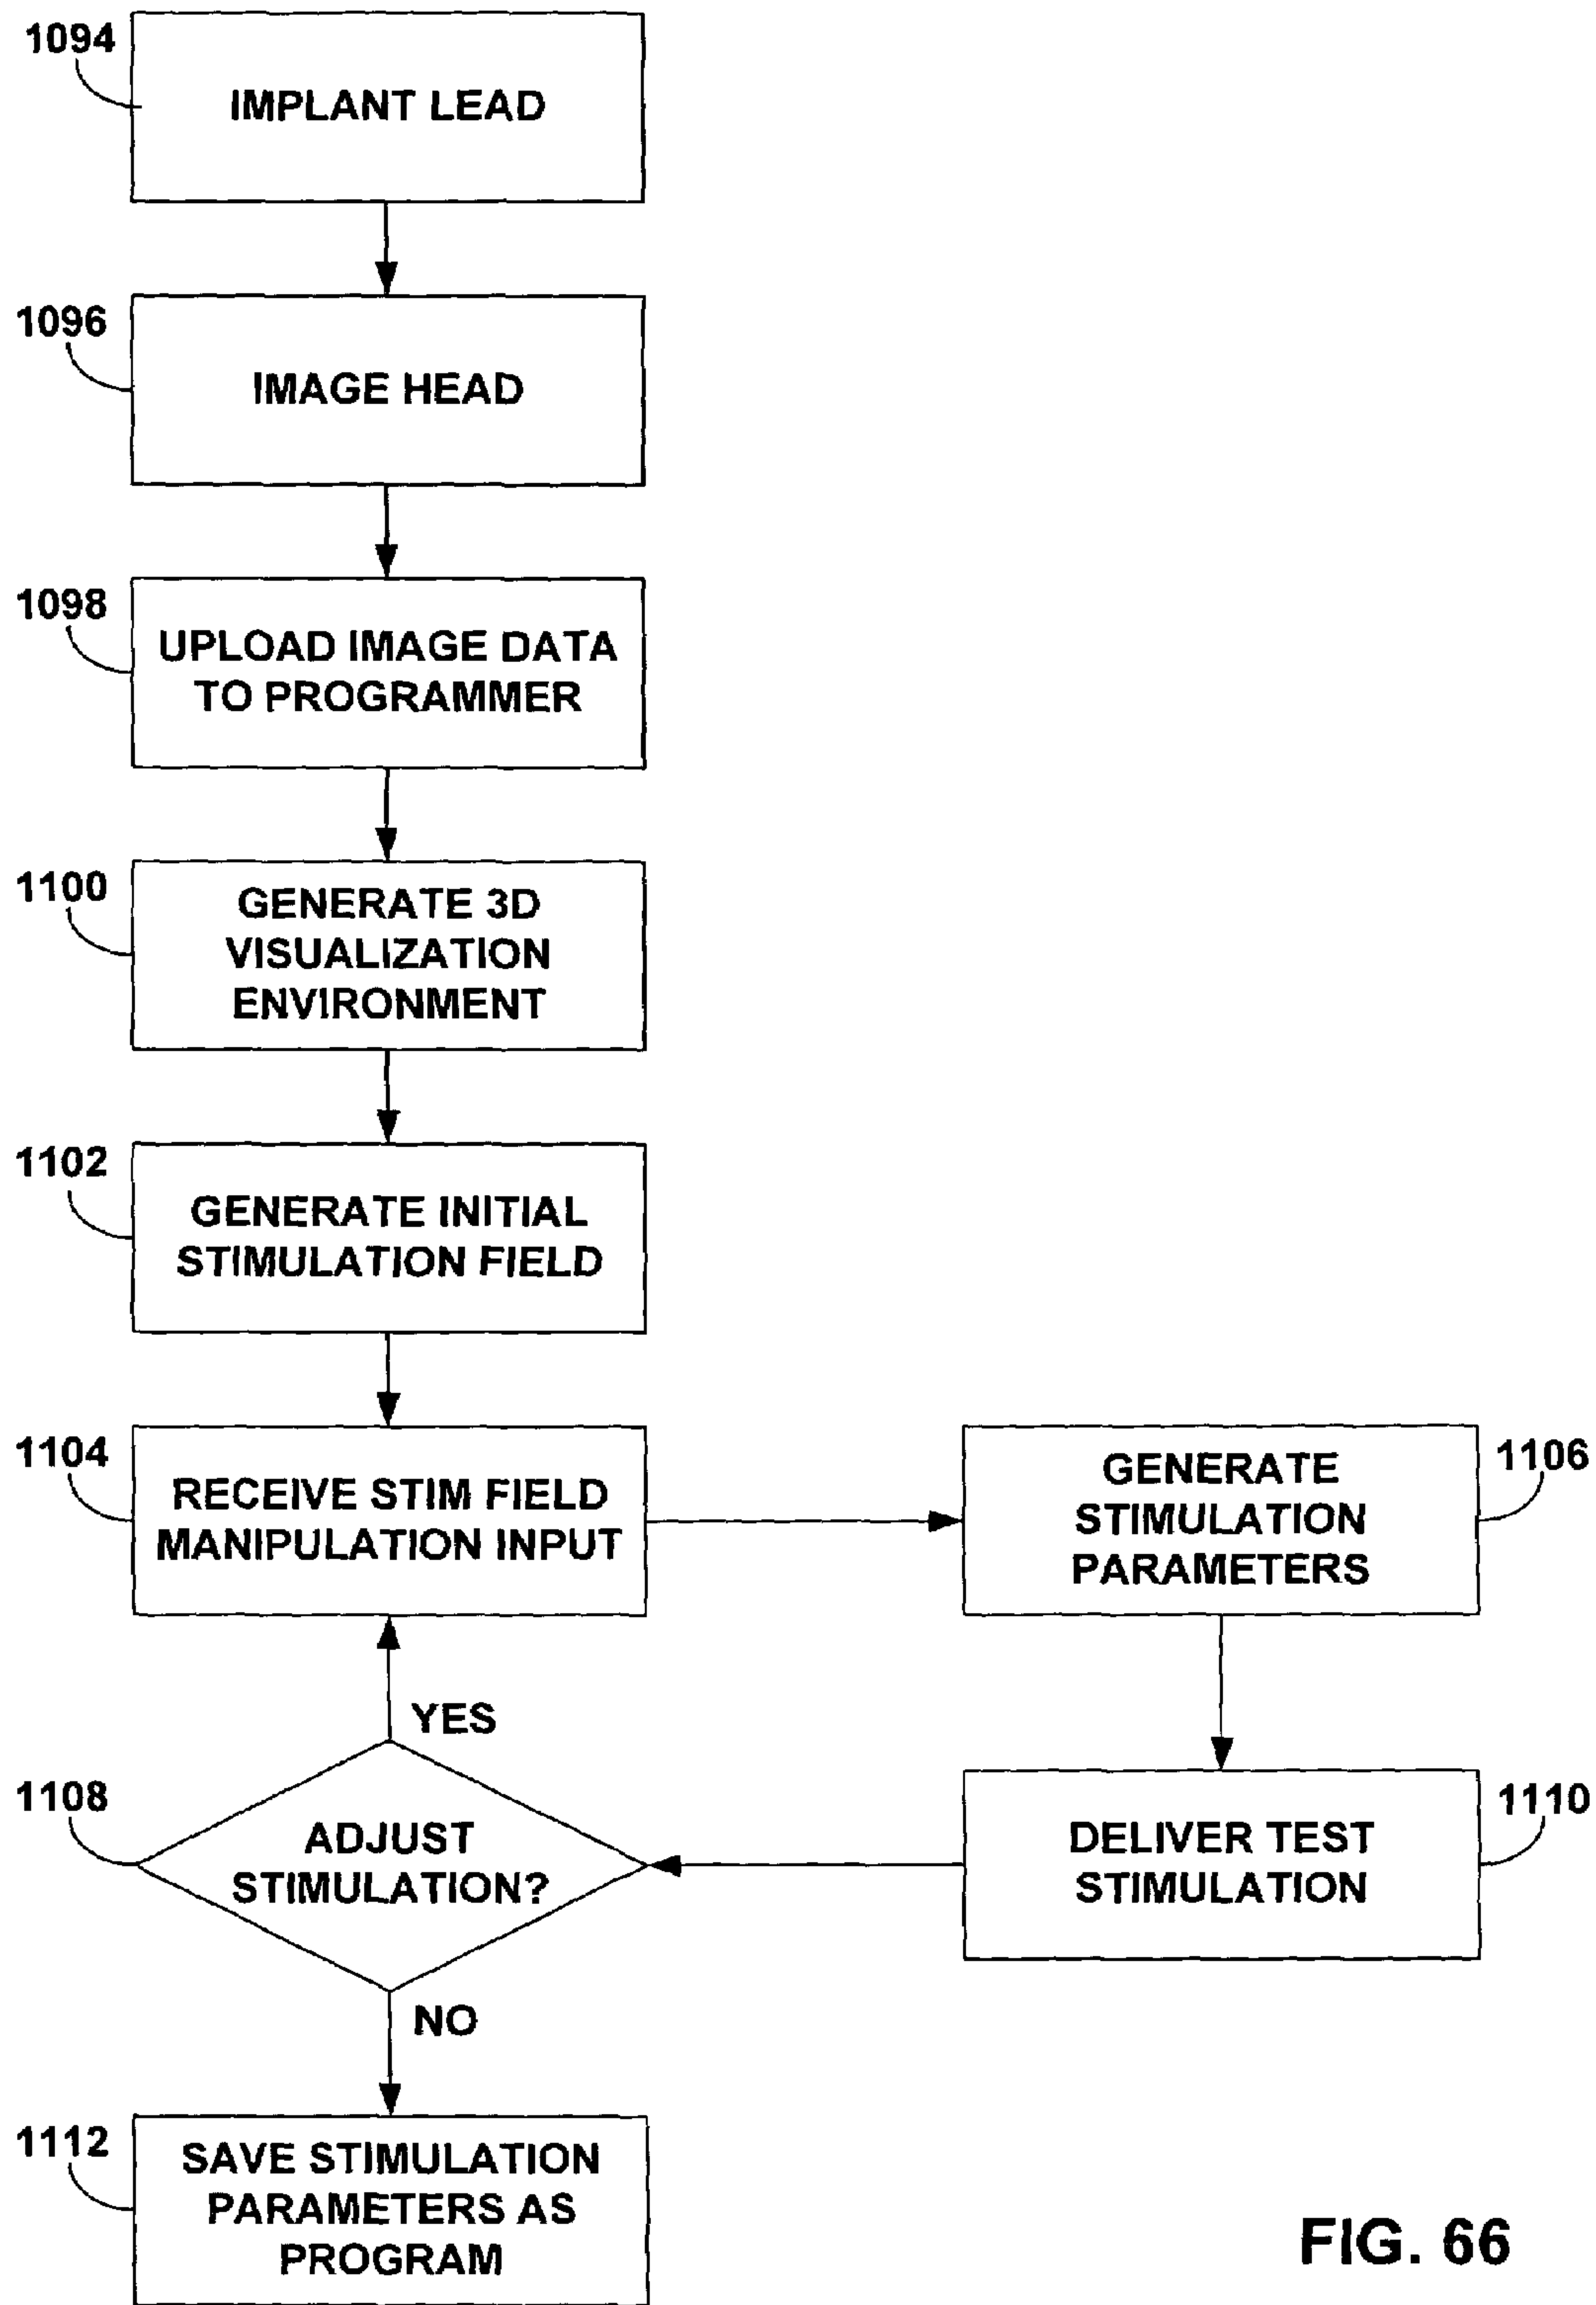 1094
IMPLANT LEAD
1096
IMAGE HEAD
1098
UPLOAD IMAGE DATA
TO PROGRAMMER
1100
GENERATE 3D
VISUALIZATION
ENVIRONMENT
1102
GENERATE INITIAL
STIMULATION FIELD
1104
RECEIVE STIM FIELD
MANIPULATION INPUT
1106
GENERATE
STIMULATION
PARAMETERS
YES
1108
ADJUST
STIMULATION?
1110
DELIVER TEST
STIMULATION
NO
1112
SAVE STIMULATION
PARAMETERS AS
PROGRAM
FIG. 66